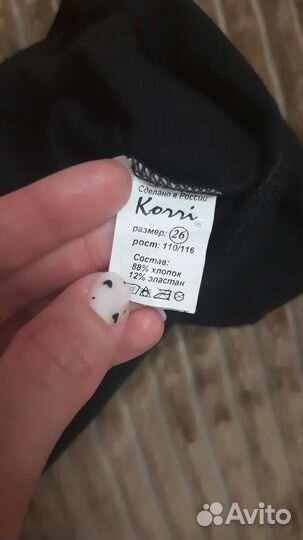 Сделано в России
Korri ®
размер: 26
рост: 110/116
Состав:
88% хлопок
12% эластан
Avito